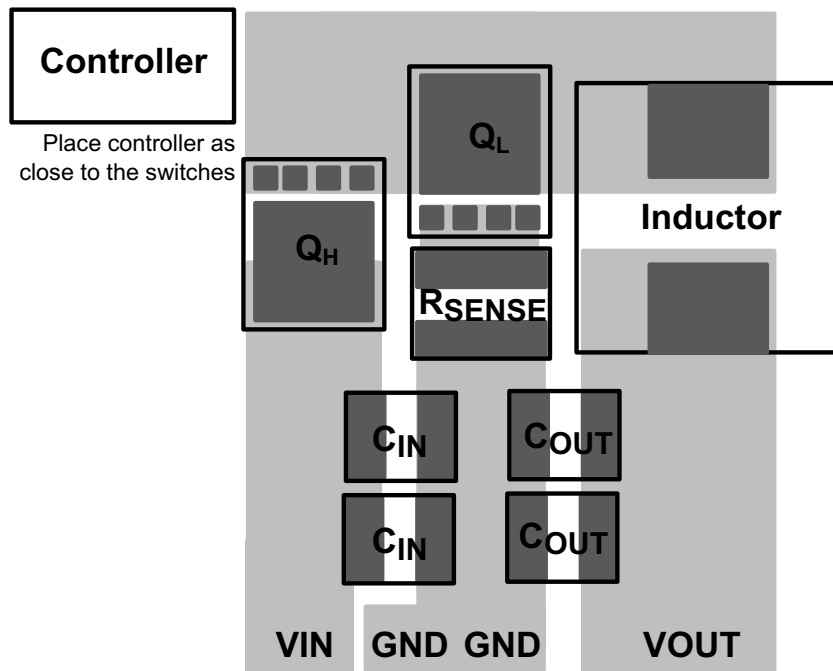 Controller
Place controller as
close to the switches
QL
QH
Inductor
RSENSE
CIN
COUT
CIN
COUT
VIN
GND
GND
VOUT